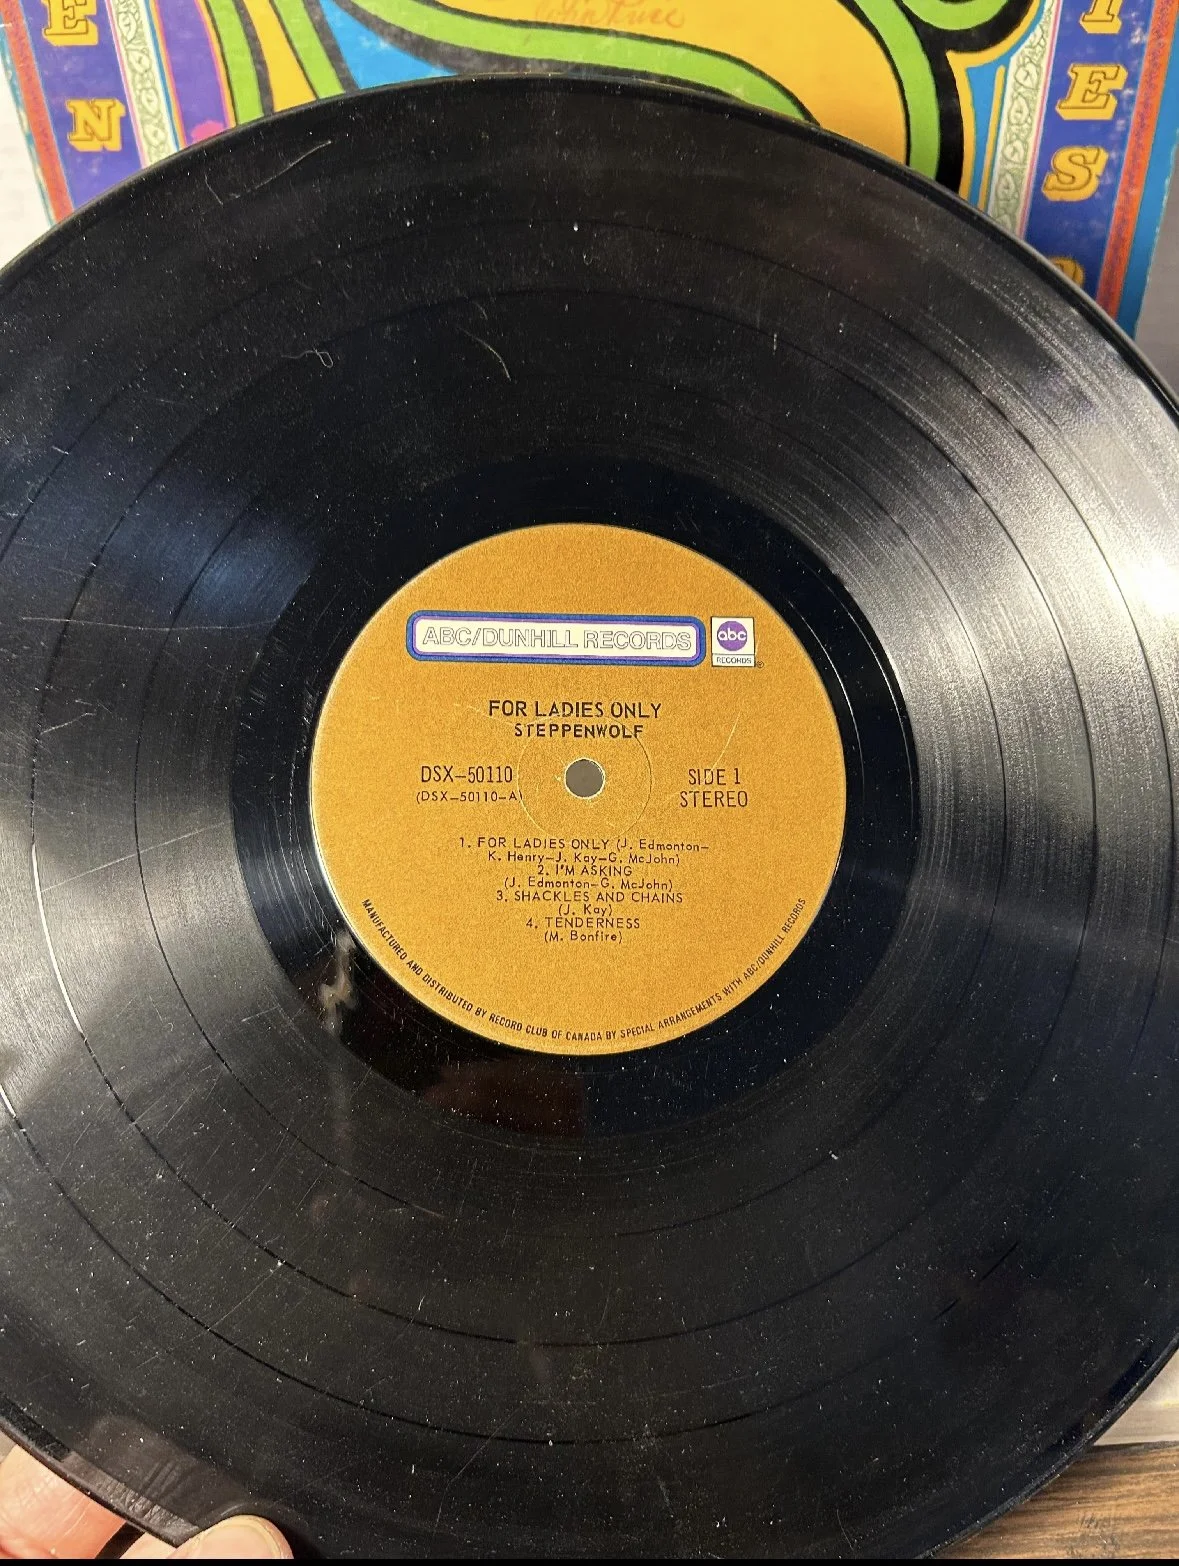 E
N
T
E
S
ABC/DUNHILL RECORDS
abc
RECORDS
®
FOR LADIES ONLY
STEPPENWOLF
DSX-50110
(DSX-50110-A)
SIDE 1
STEREO
1. FOR LADIES ONLY (J. Edmonton-
K. Henry-J. Kay-G. McJohn)
2. I'M ASKING
(J. Edmonton-G. McJohn)
3. SHACKLES AND CHAINS
(J. Kay)
4. TENDERNESS
(M. Bonfire)
MANUFACTURED AND DISTRIBUTED BY RECORD CLUB OF CANADA BY SPECIAL ARRANGEMENTS WITH ABC/DUNHILL RECORDS